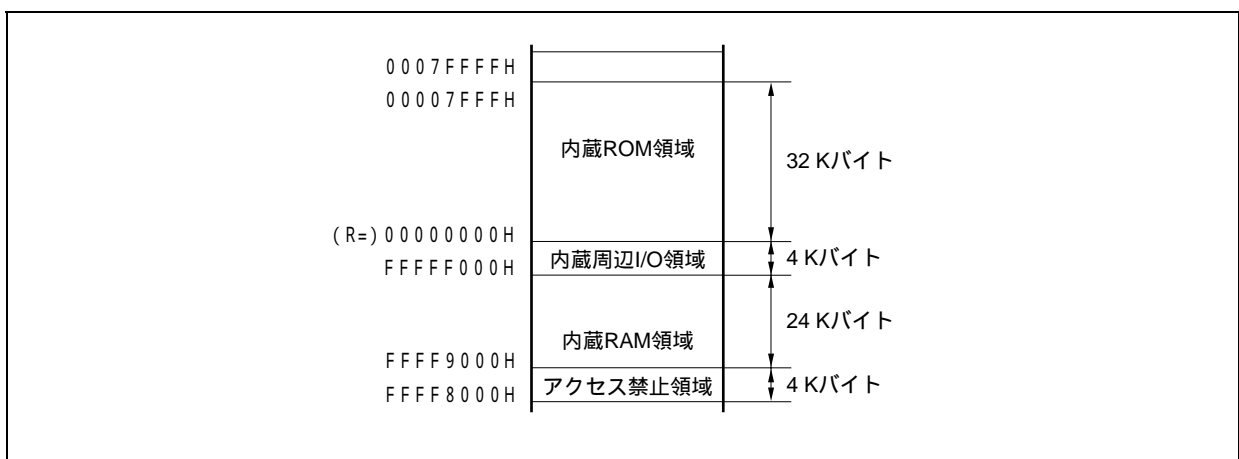 0007FFFFH
00007FFFH
内蔵ROM領域
32 Kバイト
(R=)00000000H
内蔵周辺I/O領域
4 Kバイト
FFFFF000H
24 Kバイト
内蔵RAM領域
FFFF9000H
アクセス禁止領域
4 Kバイト
FFFF8000H